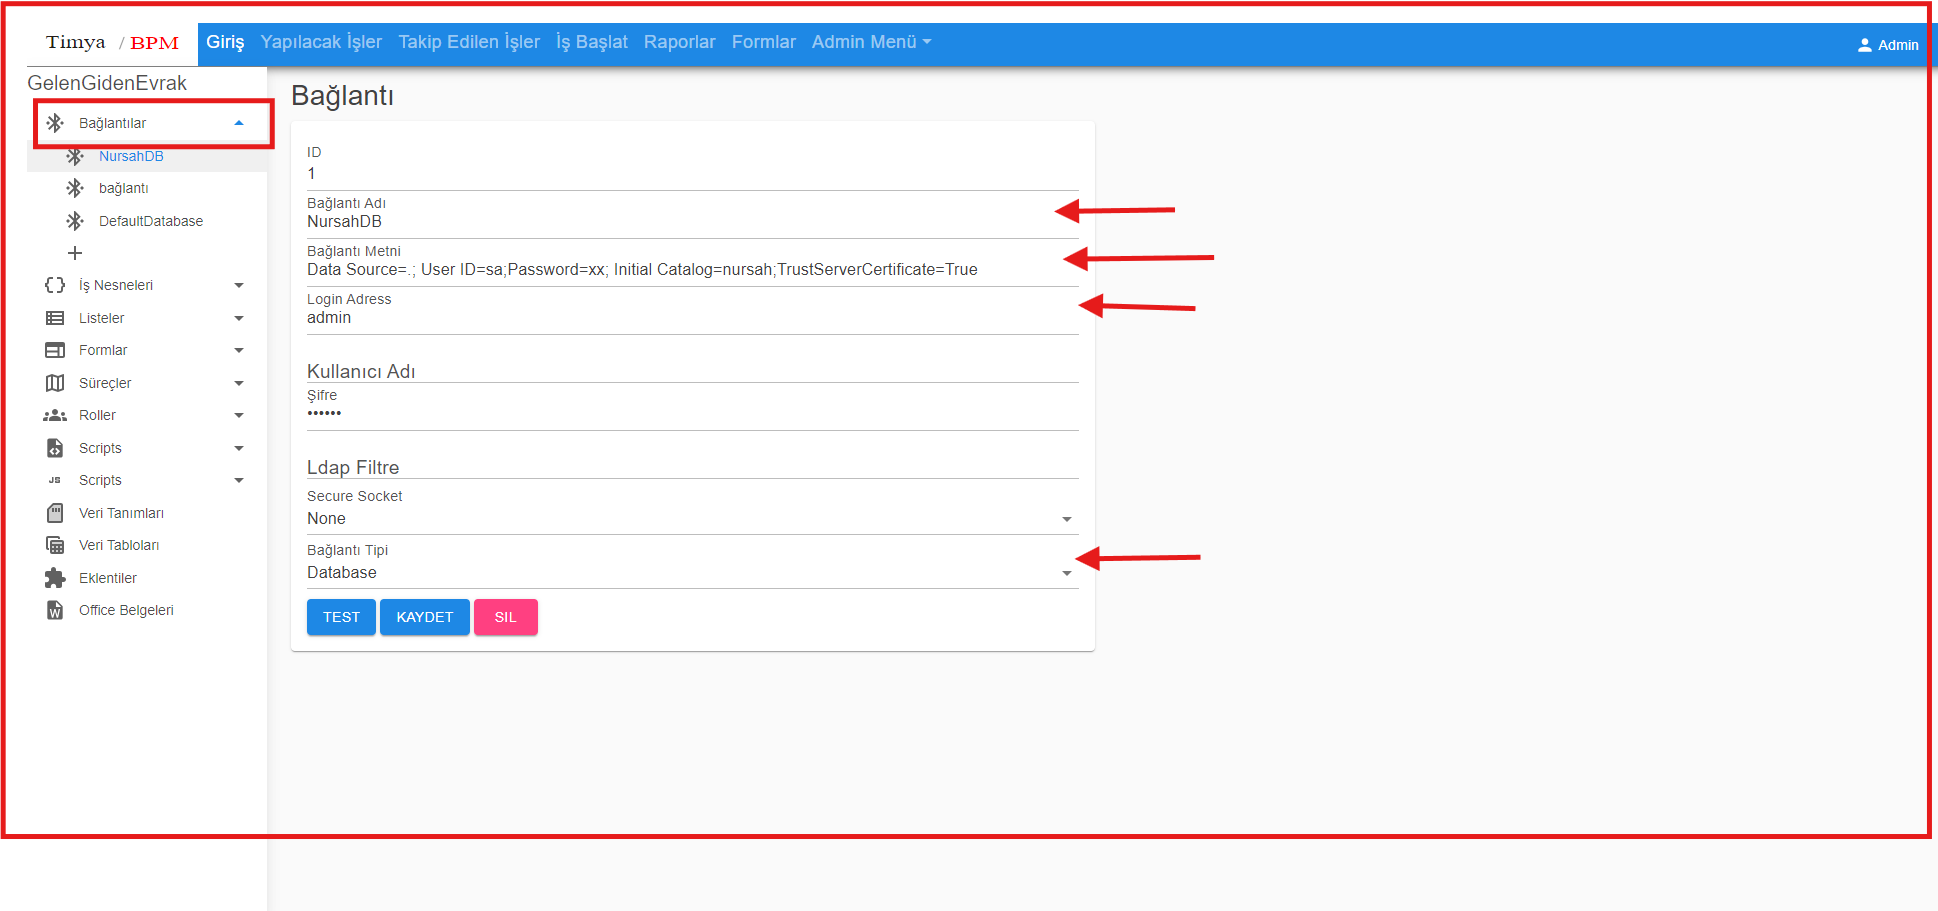 Timya / BPM
Giriş Yapılacak İşler Takip Edilen İşler İş Başlat Raporlar Formlar Admin Menü
Admin
GelenGidenEvrak
Bağlantılar
NursahDB
bağlantı
DefaultDatabase
İş Nesneleri
Listeler
Formlar
Süreçler
Roller
Scripts
JS Scripts
Veri Tanımları
Veri Tabloları
Eklentiler
W Office Belgeleri
Bağlantı
ID
1
Bağlantı Adı
NursahDB
Bağlantı Metni
Data Source=.; User ID=sa;Password=xx; Initial Catalog=nursah;TrustServerCertificate=True
Login Adress
admin
Kullanıcı Adı
Şifre
••••••
Ldap Filtre
Secure Socket
None
Bağlantı Tipi
Database
TEST KAYDET SIL